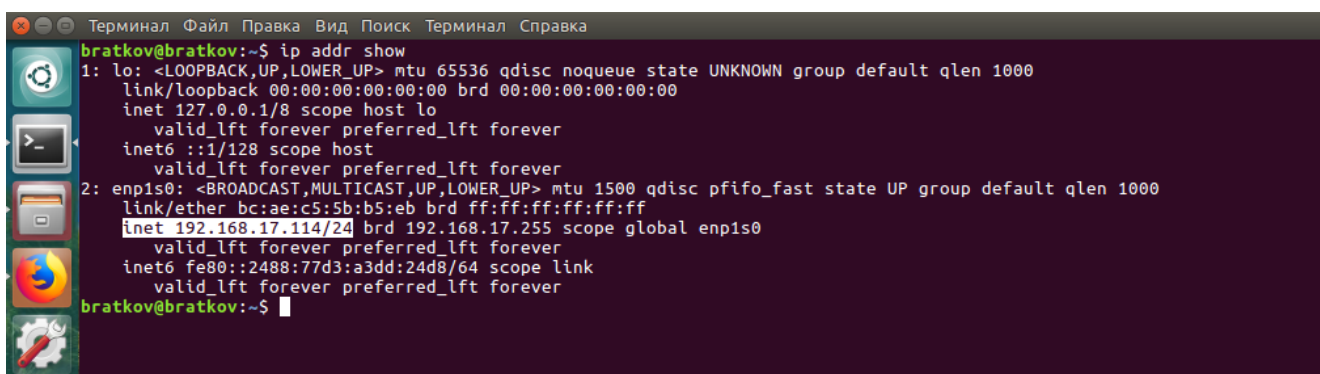 Терминал Файл Правка Вид Поиск Терминал Справка
bratkov@bratkov:~$ ip addr show
1: lo: <LOOPBACK,UP,LOWER_UP> mtu 65536 qdisc noqueue state UNKNOWN group default qlen 1000
    link/loopback 00:00:00:00:00:00 brd 00:00:00:00:00:00
    inet 127.0.0.1/8 scope host lo
       valid_lft forever preferred_lft forever
    inet6 ::1/128 scope host
       valid_lft forever preferred_lft forever
2: enp1s0: <BROADCAST,MULTICAST,UP,LOWER_UP> mtu 1500 qdisc pfifo_fast state UP group default qlen 1000
    link/ether bc:ae:c5:5b:b5:eb brd ff:ff:ff:ff:ff:ff
    inet 192.168.17.114/24 brd 192.168.17.255 scope global enp1s0
       valid_lft forever preferred_lft forever
    inet6 fe80::2488:77d3:a3dd:24d8/64 scope link
       valid_lft forever preferred_lft forever
bratkov@bratkov:~$